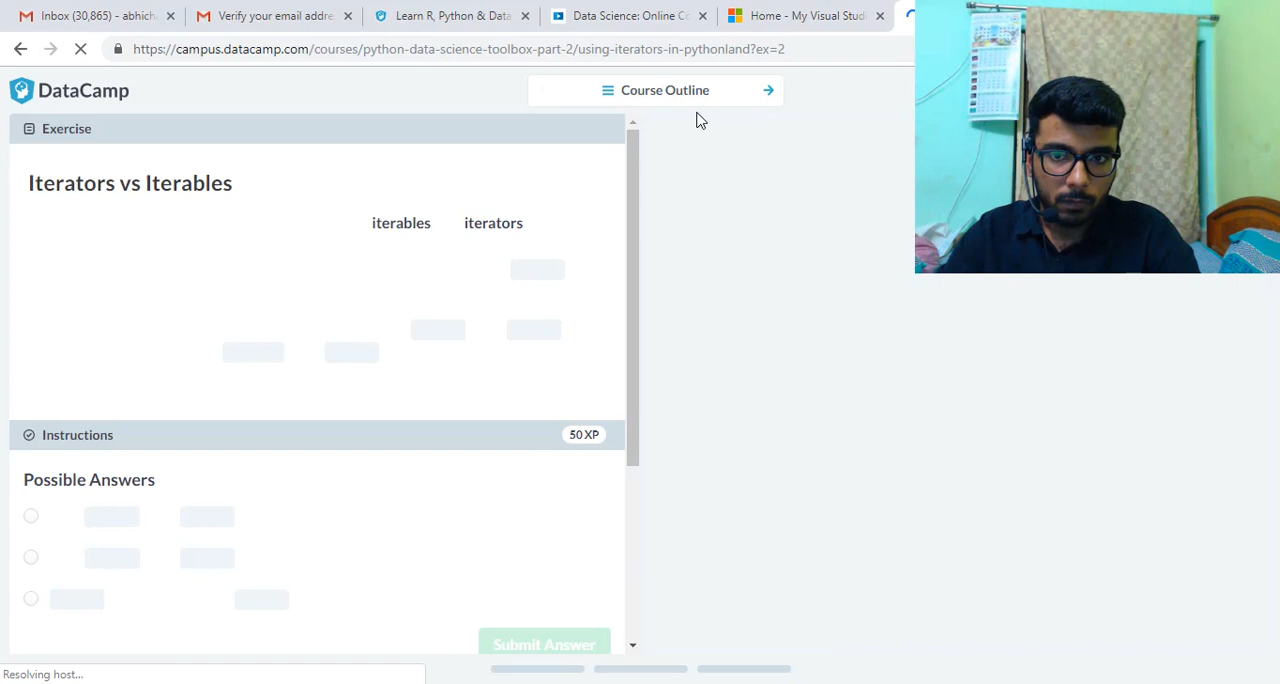 Inbox (30,865) - abhich
Verify your email addre
Learn R, Python & Data
Data Science: Online Co
Home - My Visual Stud
https://campus.datacamp.com/courses/python-data-science-toolbox-part-2/using-iterators-in-pythonland?ex=2
DataCamp
Course Outline
Exercise
Iterators vs Iterables
iterables iterators
Instructions
50 XP
Possible Answers
Submit Answer
Resolving host...